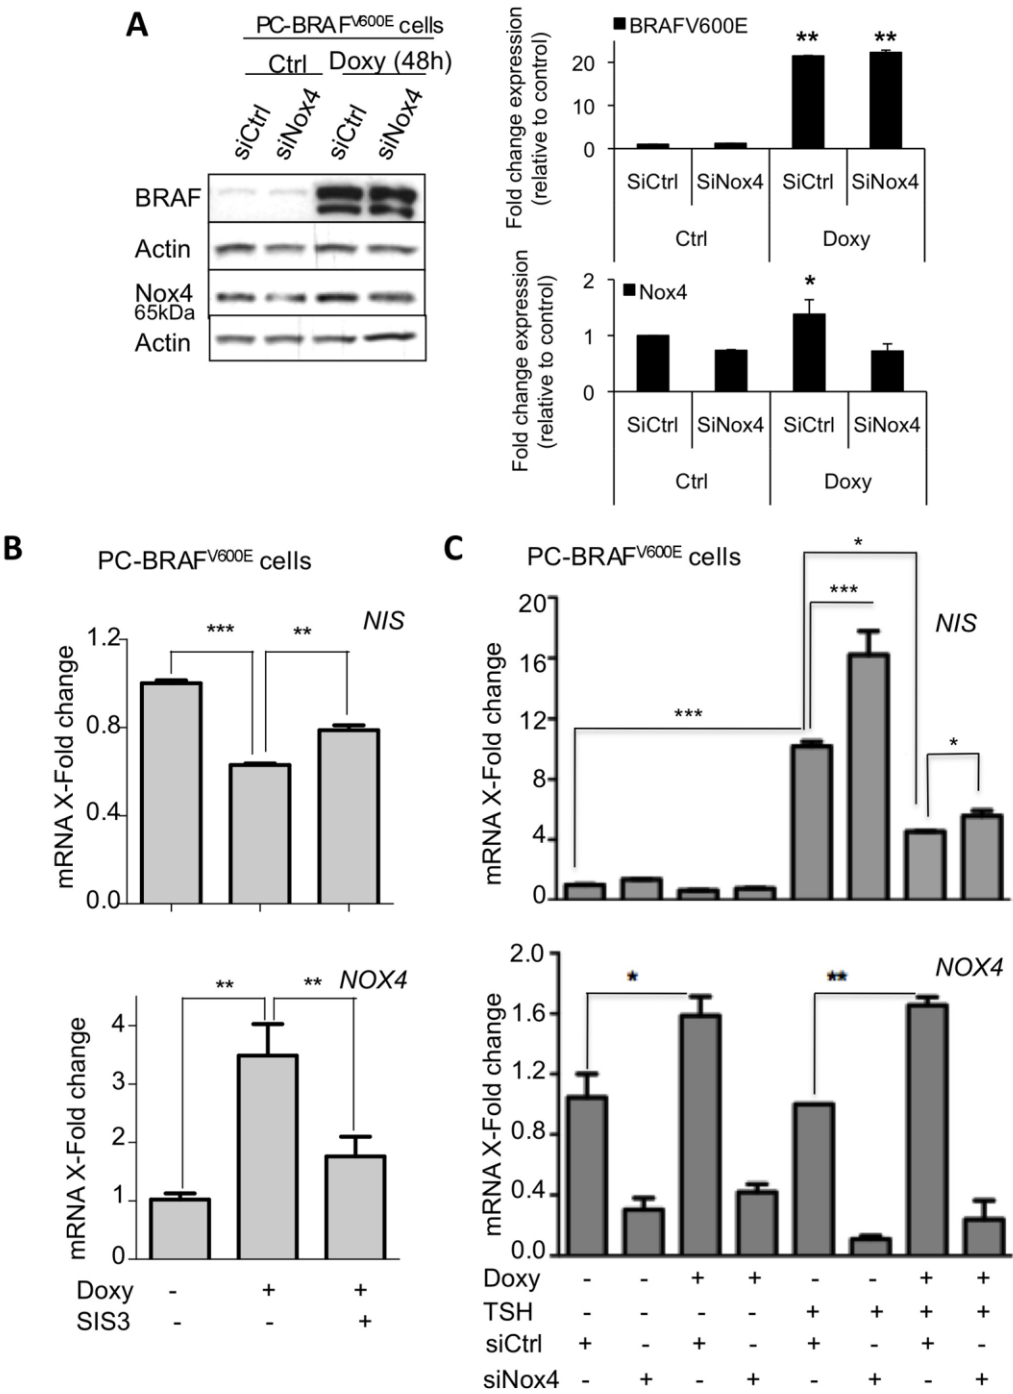 A
PC-BRAFV600E cells
Ctrl Doxy (48h)
siCtrl siNox4 siCtrl siNox4
BRAF
Actin
Nox4
65kDa
Actin
BRAFV600E
Fold change expression
(relative to control)
20
10
0
** **
SiCtrl SiNox4 SiCtrl SiNox4
Ctrl Doxy
Nox4
Fold change expression
(relative to control)
2
1
0
*
SiCtrl SiNox4 SiCtrl SiNox4
Ctrl Doxy
B
PC-BRAFV600E cells
NIS
mRNA X-Fold change
1.2
0.8
0.4
0.0
*** **
NOX4
mRNA X-Fold change
4
3
2
1
0
** **
Doxy - + +
SIS3 - - +
C
PC-BRAFV600E cells
NIS
mRNA X-Fold change
20
16
12
8
4
0
*
***
***
*
NOX4
mRNA X-Fold change
2.0
1.6
1.2
0.8
0.4
0.0
* **
Doxy - - + + - - + +
TSH - - - - + + + +
siCtrl + - + - + - + -
siNox4 - + - + - + - +